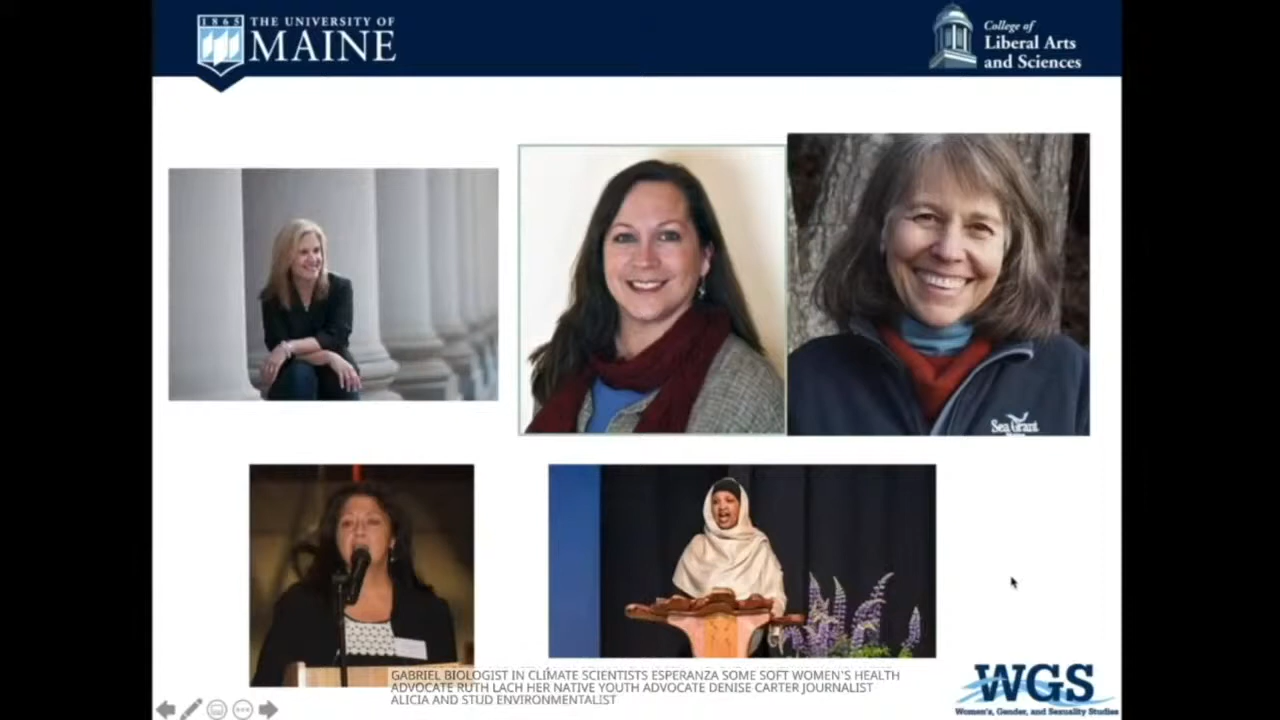 1865
THE UNIVERSITY OF
MAINE
College of
Liberal Arts
and Sciences
Sea Grant
GABRIEL BIOLOGIST IN CLIMATE SCIENTISTS ESPERANZA SOME SOFT WOMEN'S HEALTH
ADVOCATE RUTH LACH HER NATIVE YOUTH ADVOCATE DENISE CARTER JOURNALIST
ALICIA AND STUD ENVIRONMENTALIST
WGS
Women's, Gender, and Sexuality Studies